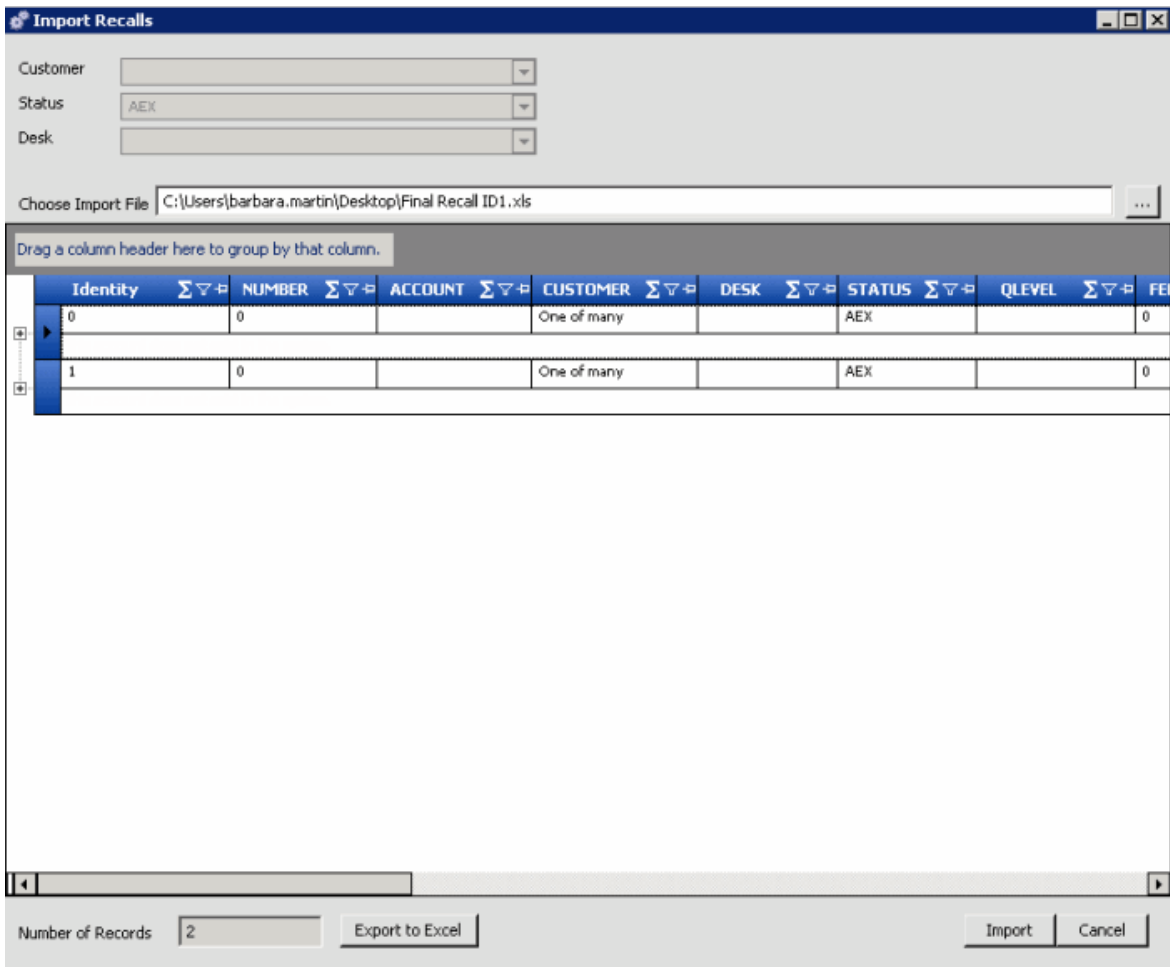 Import Recalls
Customer
Status AEX
Desk
Choose Import File C:\Users\barbara.martin\Desktop\Final Recall ID1.xls ...
Drag a column header here to group by that column.
Identity NUMBER ACCOUNT CUSTOMER DESK STATUS QLEVEL
0 0 One of many AEX 0
1 0 One of many AEX 0
Number of Records 2 Export to Excel Import Cancel